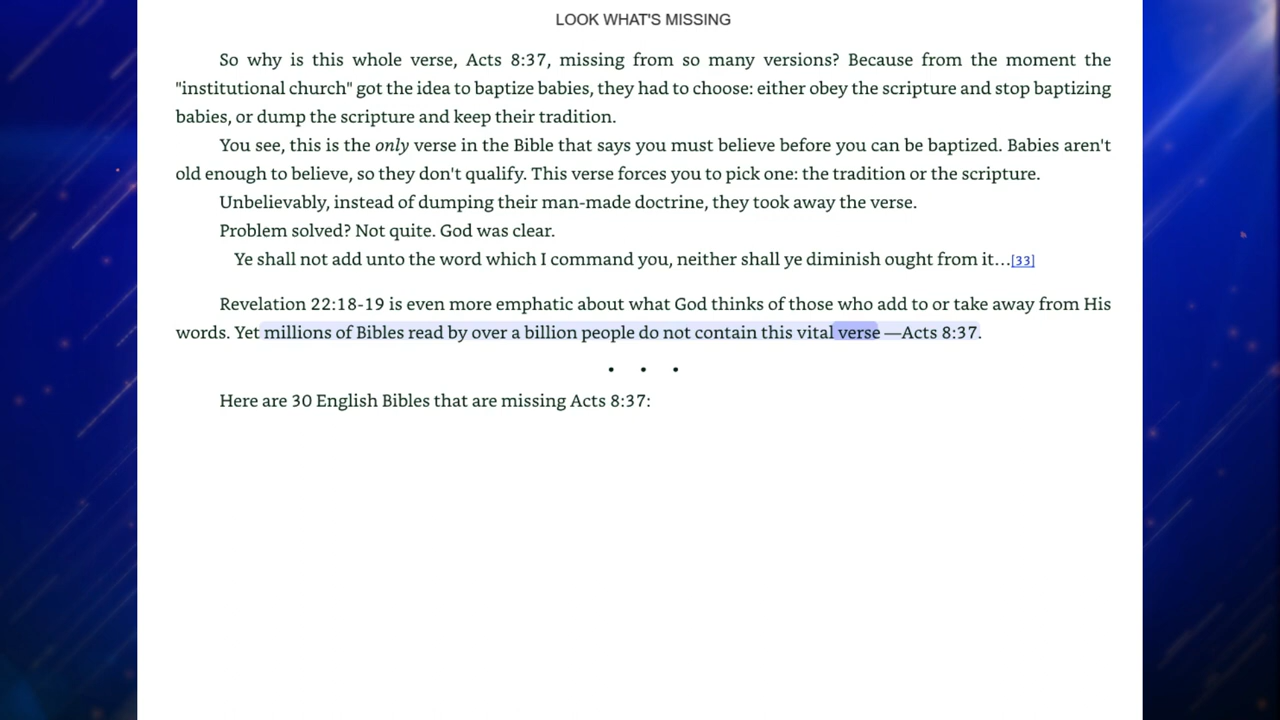 LOOK WHAT'S MISSING
So why is this whole verse, Acts 8:37, missing from so many versions? Because from the moment the
"institutional church" got the idea to baptize babies, they had to choose: either obey the scripture and stop baptizing
babies, or dump the scripture and keep their tradition.
You see, this is the only verse in the Bible that says you must believe before you can be baptized. Babies aren't
old enough to believe, so they don't qualify. This verse forces you to pick one: the tradition or the scripture.
Unbelievably, instead of dumping their man-made doctrine, they took away the verse.
Problem solved? Not quite. God was clear.
Ye shall not add unto the word which I command you, neither shall ye diminish ought from it…[33]
Revelation 22:18-19 is even more emphatic about what God thinks of those who add to or take away from His
words. Yet millions of Bibles read by over a billion people do not contain this vital verse —Acts 8:37.
• • •
Here are 30 English Bibles that are missing Acts 8:37: